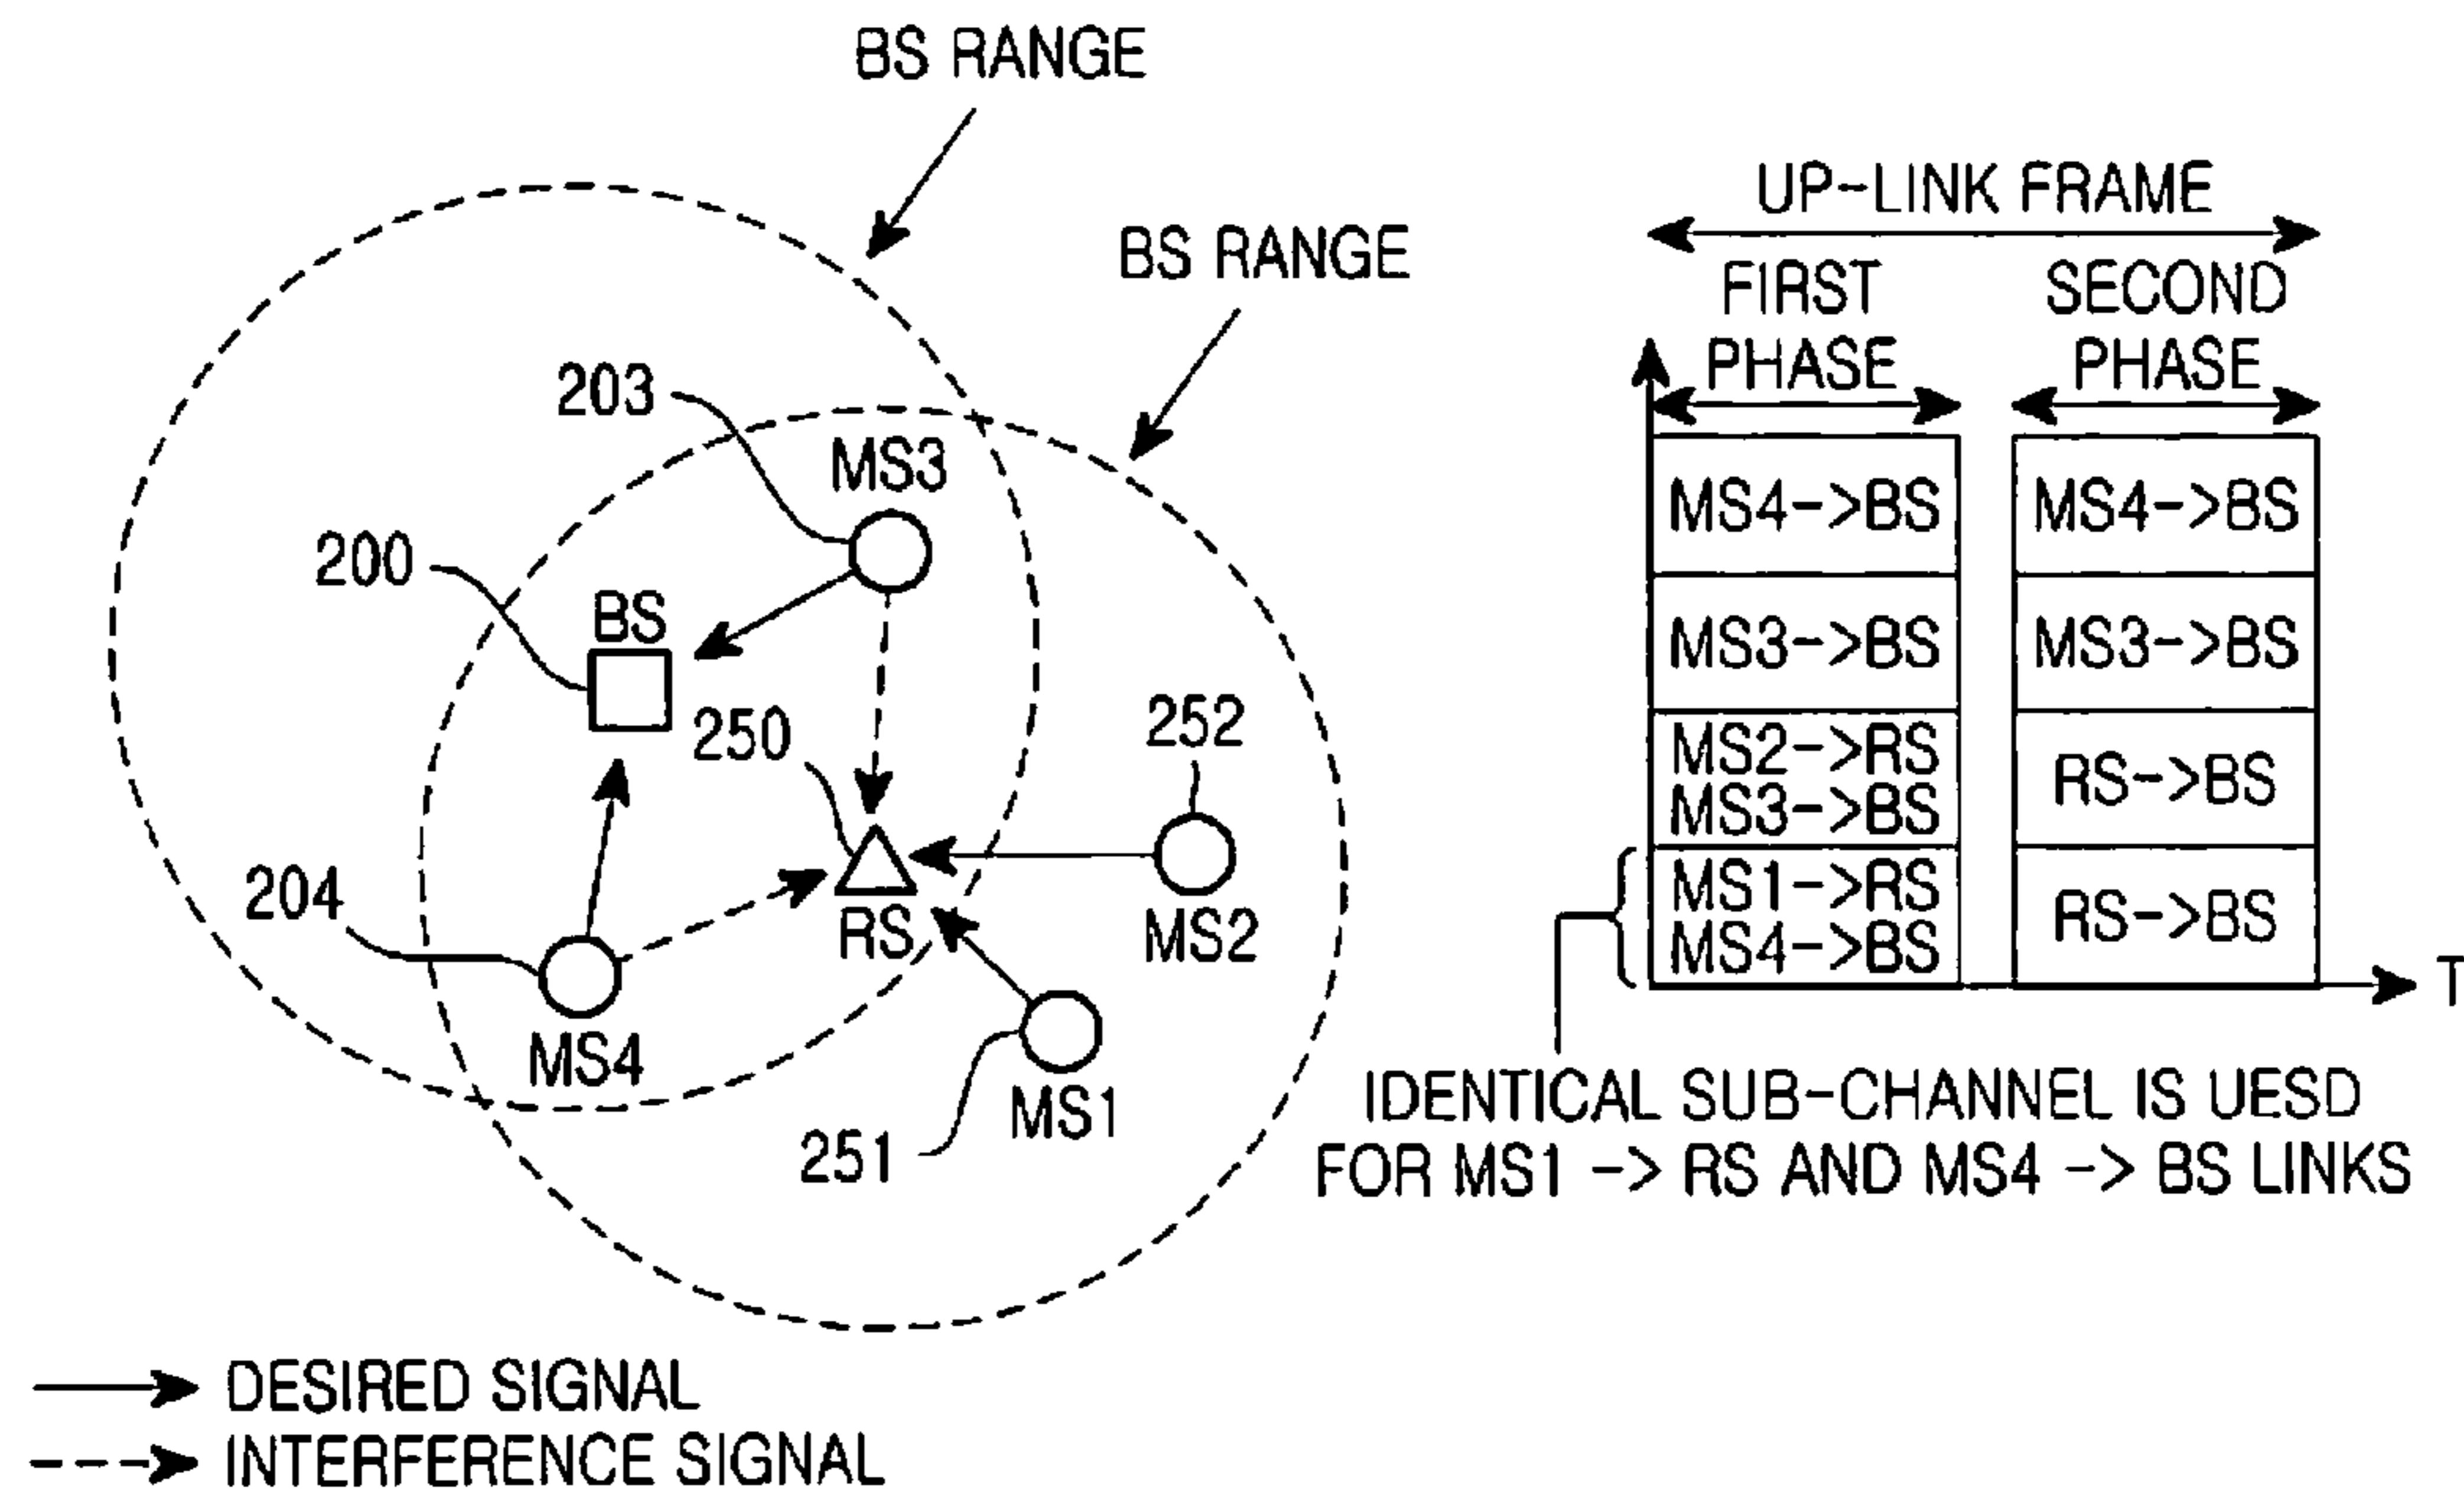 BS RANGE
BS RANGE
203
MS3
200
BS
250
252
204
RS
MS2
MS4
MS1
251
DESIRED SIGNAL
INTERFERENCE SIGNAL
UP-LINK FRAME
FIRST PHASE
SECOND PHASE
MS4->BS
MS4->BS
MS3->BS
MS3->BS
MS2->RS
MS3->BS
RS->BS
MS1->RS
MS4->BS
RS->BS
T
IDENTICAL SUB-CHANNEL IS UESD
FOR MS1 -> RS AND MS4 -> BS LINKS